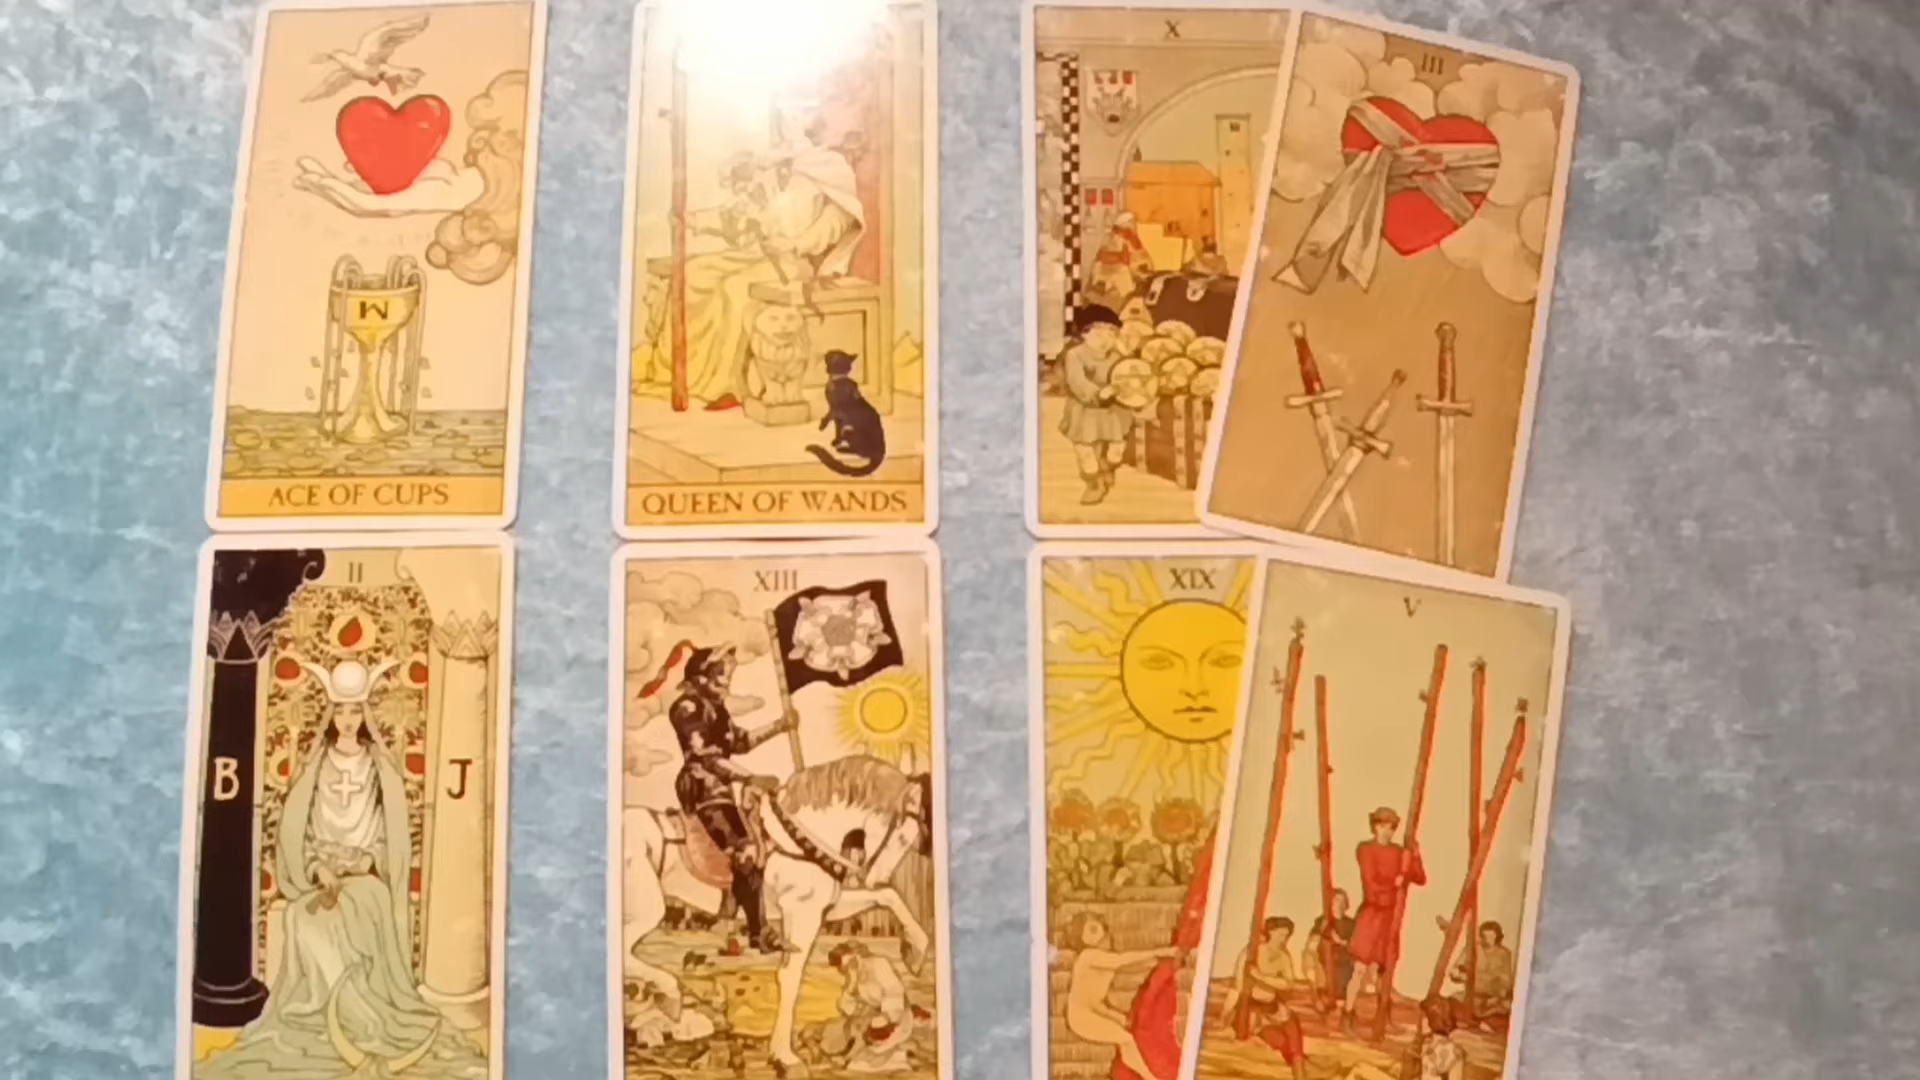 X
III
ACE OF CUPS
QUEEN OF WANDS
II
XIII
XIX
V
B
J